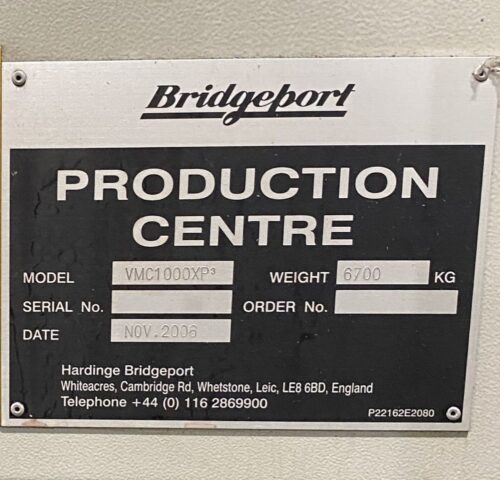 Bridgeport
PRODUCTION
CENTRE
MODEL VMC1000XP³ WEIGHT 6700 KG
SERIAL No. ORDER No.
DATE NOV.2006
Hardinge Bridgeport
Whiteacres, Cambridge Rd, Whetstone, Leic, LE8 6BD, England
Telephone +44 (0) 116 2869900
P22162E2080